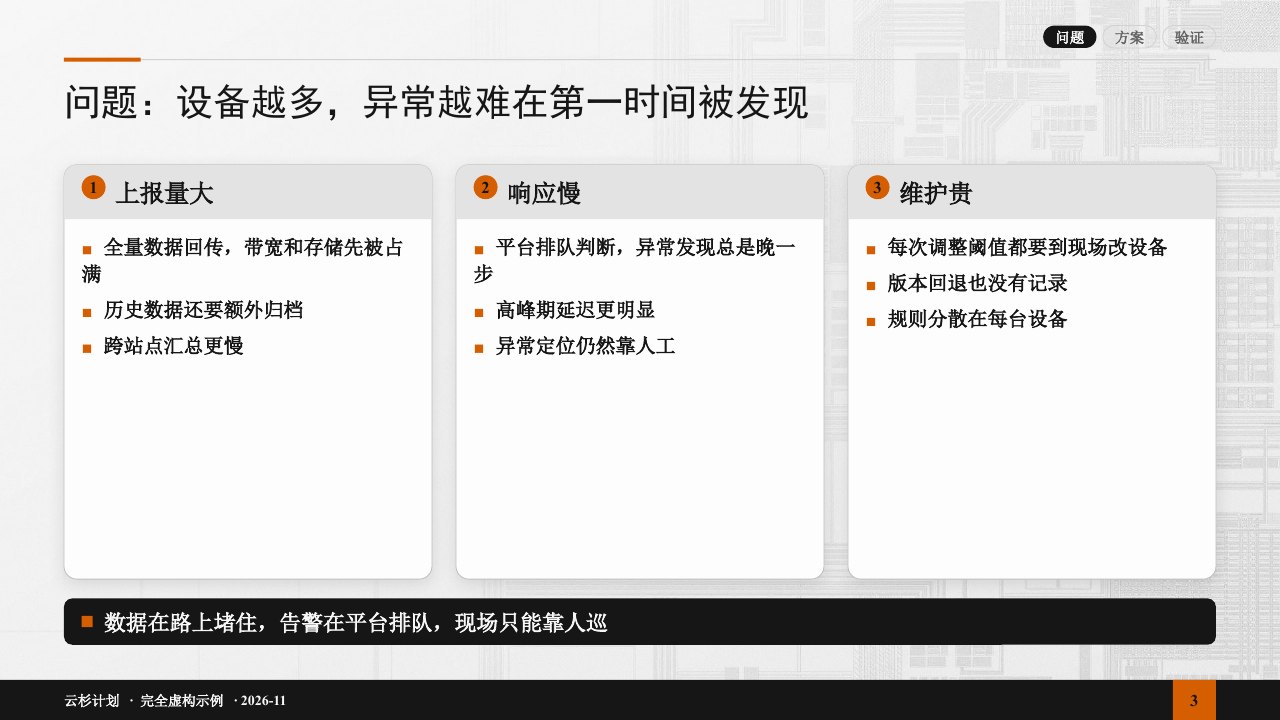 问题 方案 验证
问题：设备越多，异常越难在第一时间被发现
1 上报量大
全量数据回传，带宽和存储先被占
满
历史数据还要额外归档
跨站点汇总更慢
2 响应慢
平台排队判断，异常发现总是晚一
步
高峰期延迟更明显
异常定位仍然靠人工
3 维护贵
每次调整阈值都要到现场改设备
版本回退也没有记录
规则分散在每台设备
数据在路上堵住，告警在平台排队，现场只能靠人巡
云杉计划 · 完全虚构示例 · 2026-11
3